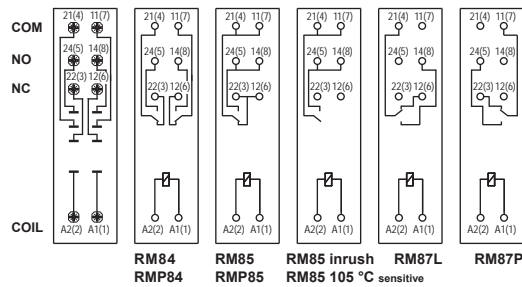 COM 21(4) 11(7) 21(4) 11(7) 21(4) 11(7) 21(4) 11(7) 21(4) 11(7) 21(4) 11(7)
NO 24(5) 14(8) 24(5) 14(8) 24(5) 14(8) 24(5) 14(8) 24(5) 14(8) 24(5) 14(8)
NC 22(3) 12(6) 22(3) 12(6) 22(3) 12(6) 22(3) 12(6) 22(3) 12(6) 22(3) 12(6)
COIL A2(2) A1(1) A2(2) A1(1) A2(2) A1(1) A2(2) A1(1) A2(2) A1(1) A2(2) A1(1)
RM84 RM85 RM85 inrush RM87L RM87P
RMP84 RMP85 RM85 105 °C sensitive